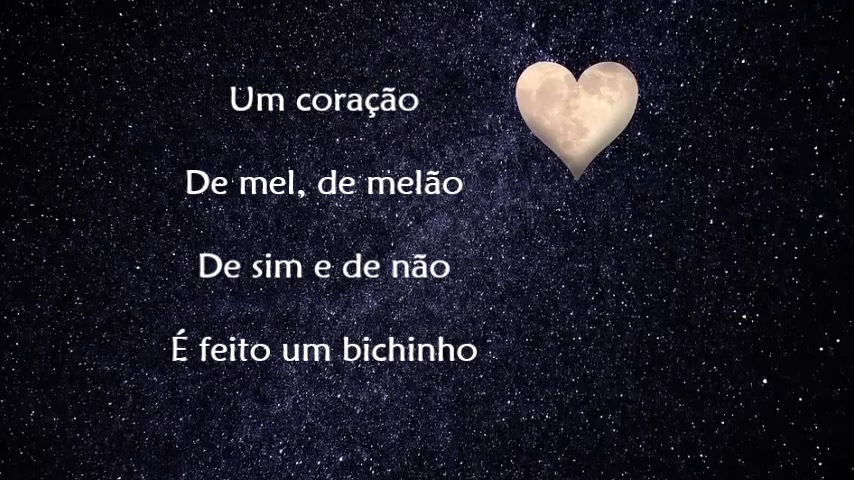 Um coração
De mel, de melão
De sim e de não
É feito um bichinho